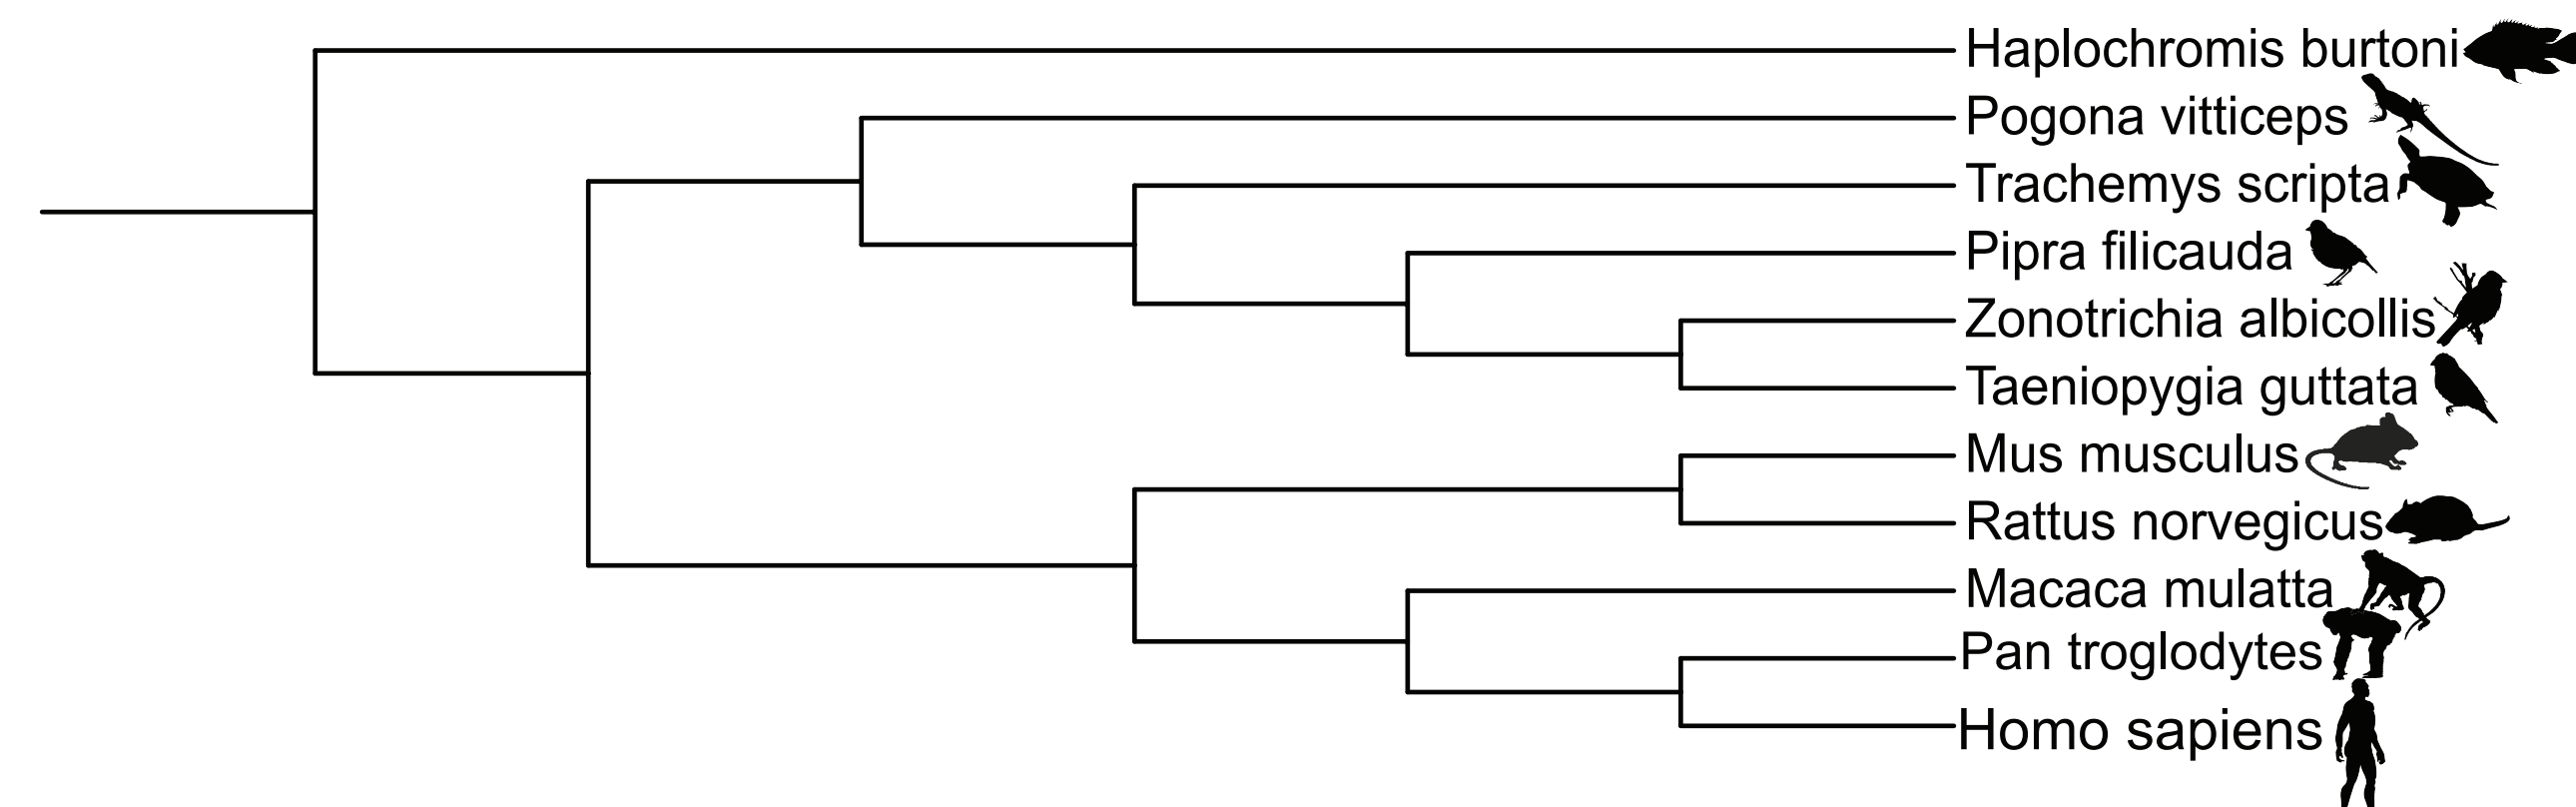 Haplochromis burtoni
Pogona vitticeps
Trachemys scripta
Pipra filicauda
Zonotrichia albicollis
Taeniopygia guttata
Mus musculus
Rattus norvegicus
Macaca mulatta
Pan troglodytes
Homo sapiens